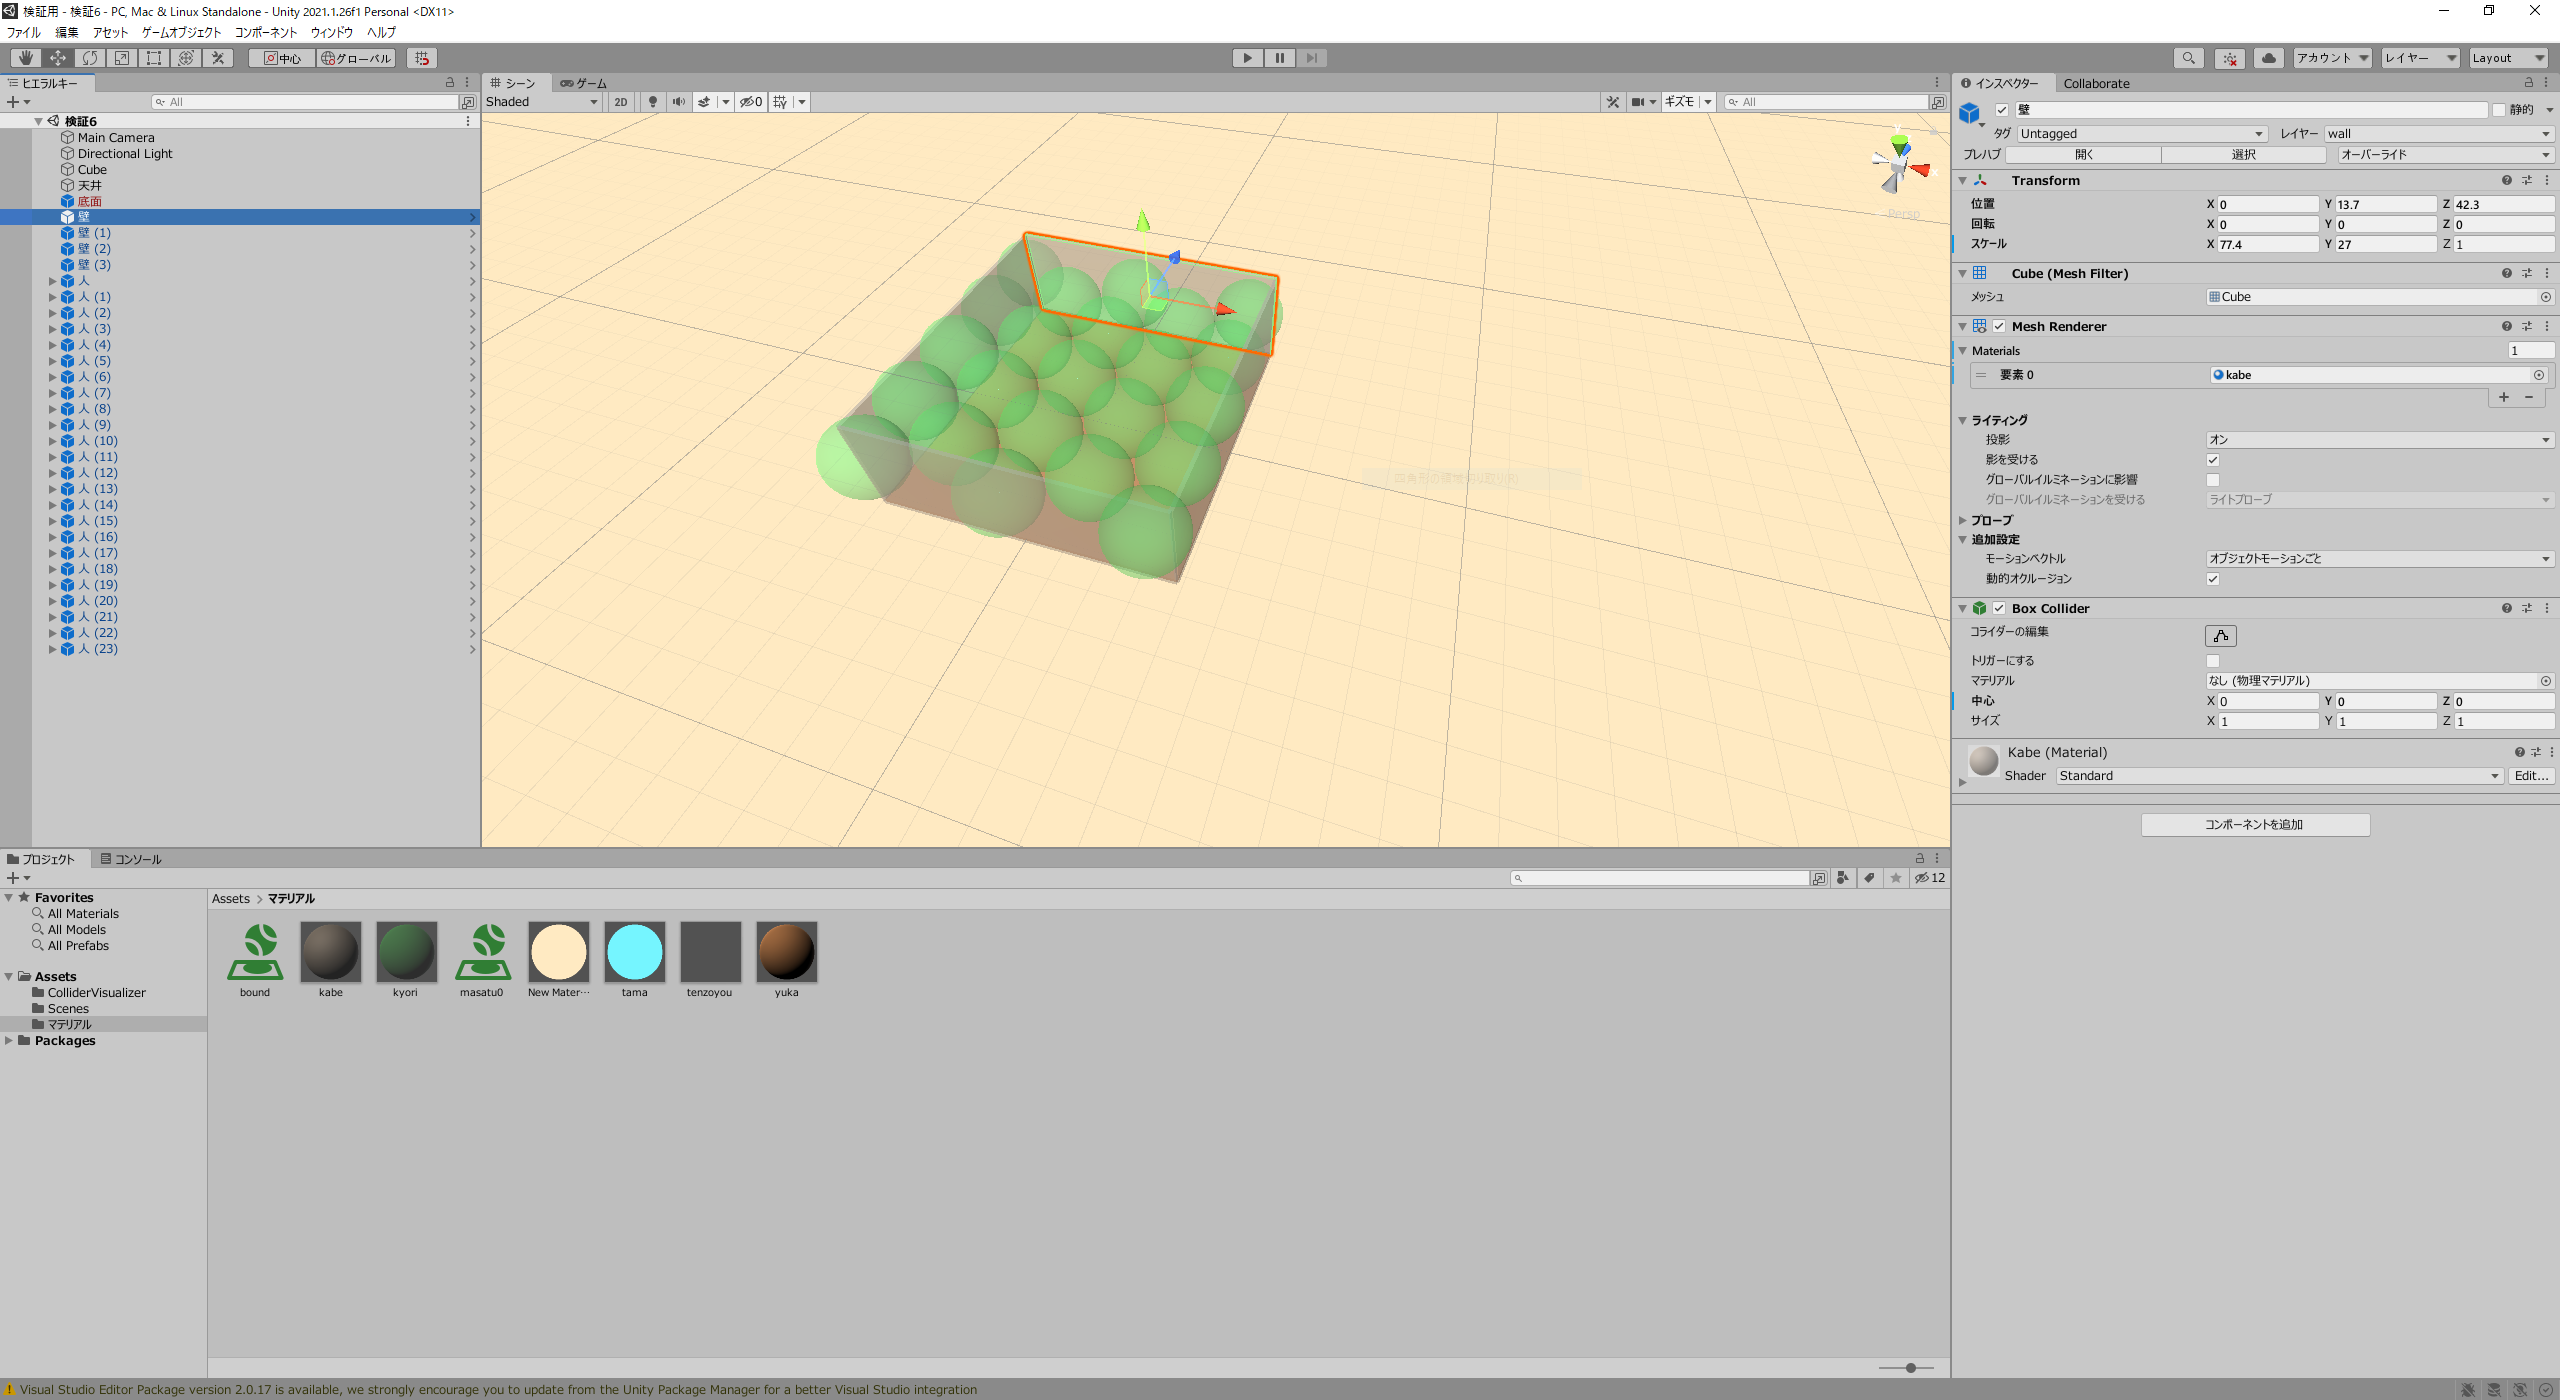 検証用 - 検証6 - PC, Mac & Linux Standalone - Unity 2021.1.26f1 Personal <DX11>
ファイル 編集 アセット ゲームオブジェクト コンポーネント ウィンドウ ヘルプ
中心 グローバル アカウント レイヤー Layout
ヒエラルキー
All
検証6
Main Camera
Directional Light
Cube
天井
底面
壁
壁 (1)
壁 (2)
壁 (3)
人
人 (1)
人 (2)
人 (3)
人 (4)
人 (5)
人 (6)
人 (7)
人 (8)
人 (9)
人 (10)
人 (11)
人 (12)
人 (13)
人 (14)
人 (15)
人 (16)
人 (17)
人 (18)
人 (19)
人 (20)
人 (21)
人 (22)
人 (23)
シーン ゲーム
Shaded 2D 0 ギズモ All
x
Persp
インスペクター Collaborate
壁 静的
タグ Untagged レイヤー wall
プレハブ 開く 選択 オーバーライド
Transform
位置 X 0 Y 13.7 Z 42.3
回転 X 0 Y 0 Z 0
スケール X 77.4 Y 27 Z 1
Cube (Mesh Filter)
メッシュ Cube
Mesh Renderer
Materials 1
要素 0 kabe
+ −
ライティング
投影 オン
影を受ける
グローバルイルミネーションに影響
グローバルイルミネーションを受ける ライトプローブ
プローブ
追加設定
モーションベクトル オブジェクトモーションごと
動的オクルージョン
Box Collider
コライダーの編集
トリガーにする
マテリアル なし (物理マテリアル)
中心 X 0 Y 0 Z 0
サイズ X 1 Y 1 Z 1
Kabe (Material)
Shader Standard Edit...
コンポーネントを追加
プロジェクト コンソール
12
Favorites
All Materials
All Models
All Prefabs
Assets
ColliderVisualizer
Scenes
マテリアル
Packages
Assets > マテリアル
bound kabe kyori masatu0 New Mater… tama tenzoyou yuka
Visual Studio Editor Package version 2.0.17 is available, we strongly encourage you to update from the Unity Package Manager for a better Visual Studio integration